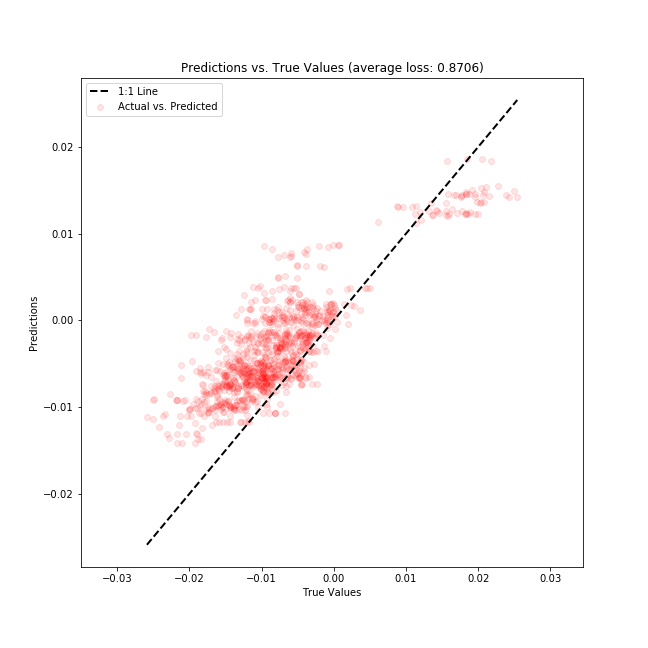 Predictions vs. True Values (average loss: 0.8706)
1:1 Line
Actual vs. Predicted
0.02
0.01
0.00
−0.01
−0.02
Predictions
−0.03 −0.02 −0.01 0.00 0.01 0.02 0.03
True Values